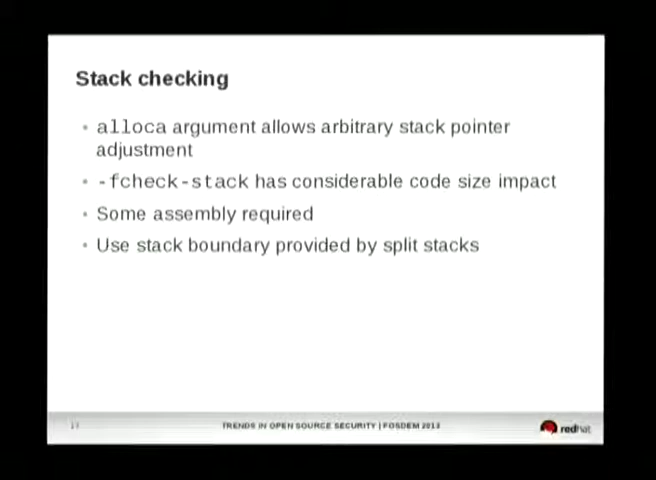 Stack checking
• alloca argument allows arbitrary stack pointer
adjustment
• -fcheck-stack has considerable code size impact
• Some assembly required
• Use stack boundary provided by split stacks
TRENDS IN OPEN SOURCE SECURITY | FOSDEM 2013
redhat